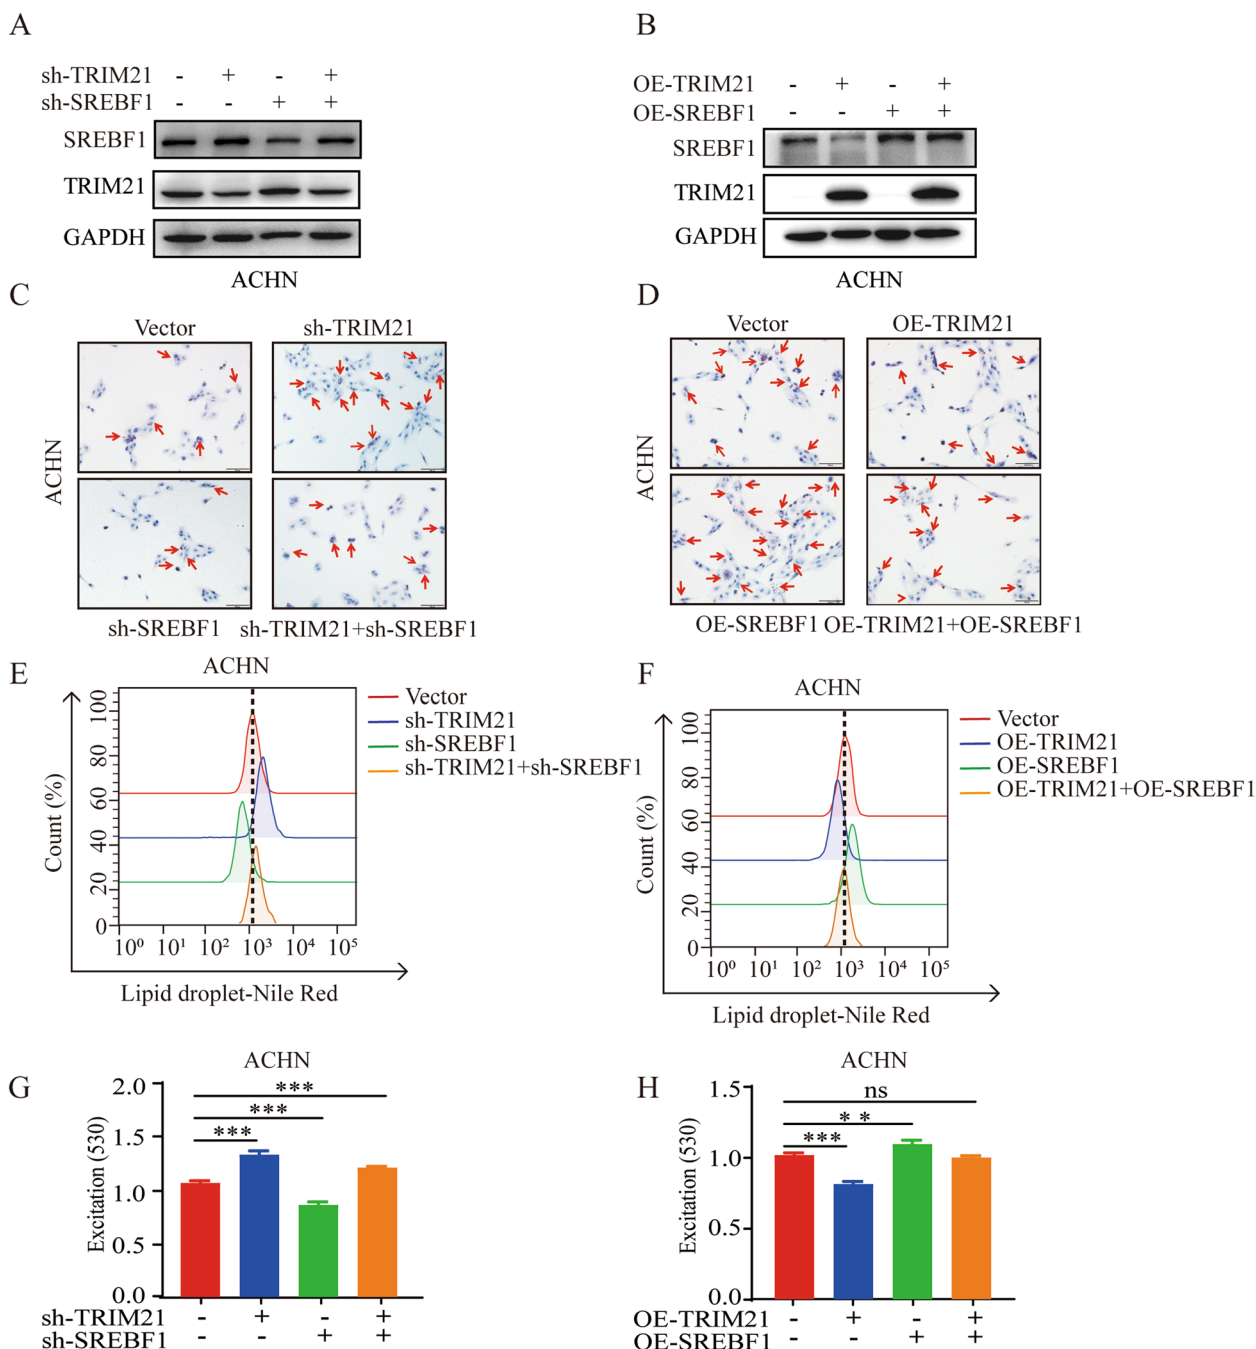 A
sh-TRIM21 - + - +
sh-SREBF1 - - + +
SREBF1
TRIM21
GAPDH
ACHN
B
OE-TRIM21 - + - +
OE-SREBF1 - - + +
SREBF1
TRIM21
GAPDH
ACHN
C
Vector sh-TRIM21
ACHN
sh-SREBF1 sh-TRIM21+sh-SREBF1
D
Vector OE-TRIM21
ACHN
OE-SREBF1 OE-TRIM21+OE-SREBF1
E
ACHN
Count (%)
100
80
60
40
20
0
10⁰ 10¹ 10² 10³ 10⁴ 10⁵
Lipid droplet-Nile Red
Vector
sh-TRIM21
sh-SREBF1
sh-TRIM21+sh-SREBF1
F
ACHN
Count (%)
100
80
60
40
20
0
10⁰ 10¹ 10² 10³ 10⁴ 10⁵
Lipid droplet-Nile Red
Vector
OE-TRIM21
OE-SREBF1
OE-TRIM21+OE-SREBF1
G
ACHN
Excitation (530)
2.0
1.5
1.0
0.5
0.0
***
***
***
sh-TRIM21 - + - +
sh-SREBF1 - - + +
H
ACHN
Excitation (530)
1.5
1.0
0.5
0.0
ns
* *
***
OE-TRIM21 - + - +
OE-SREBF1 - - + +